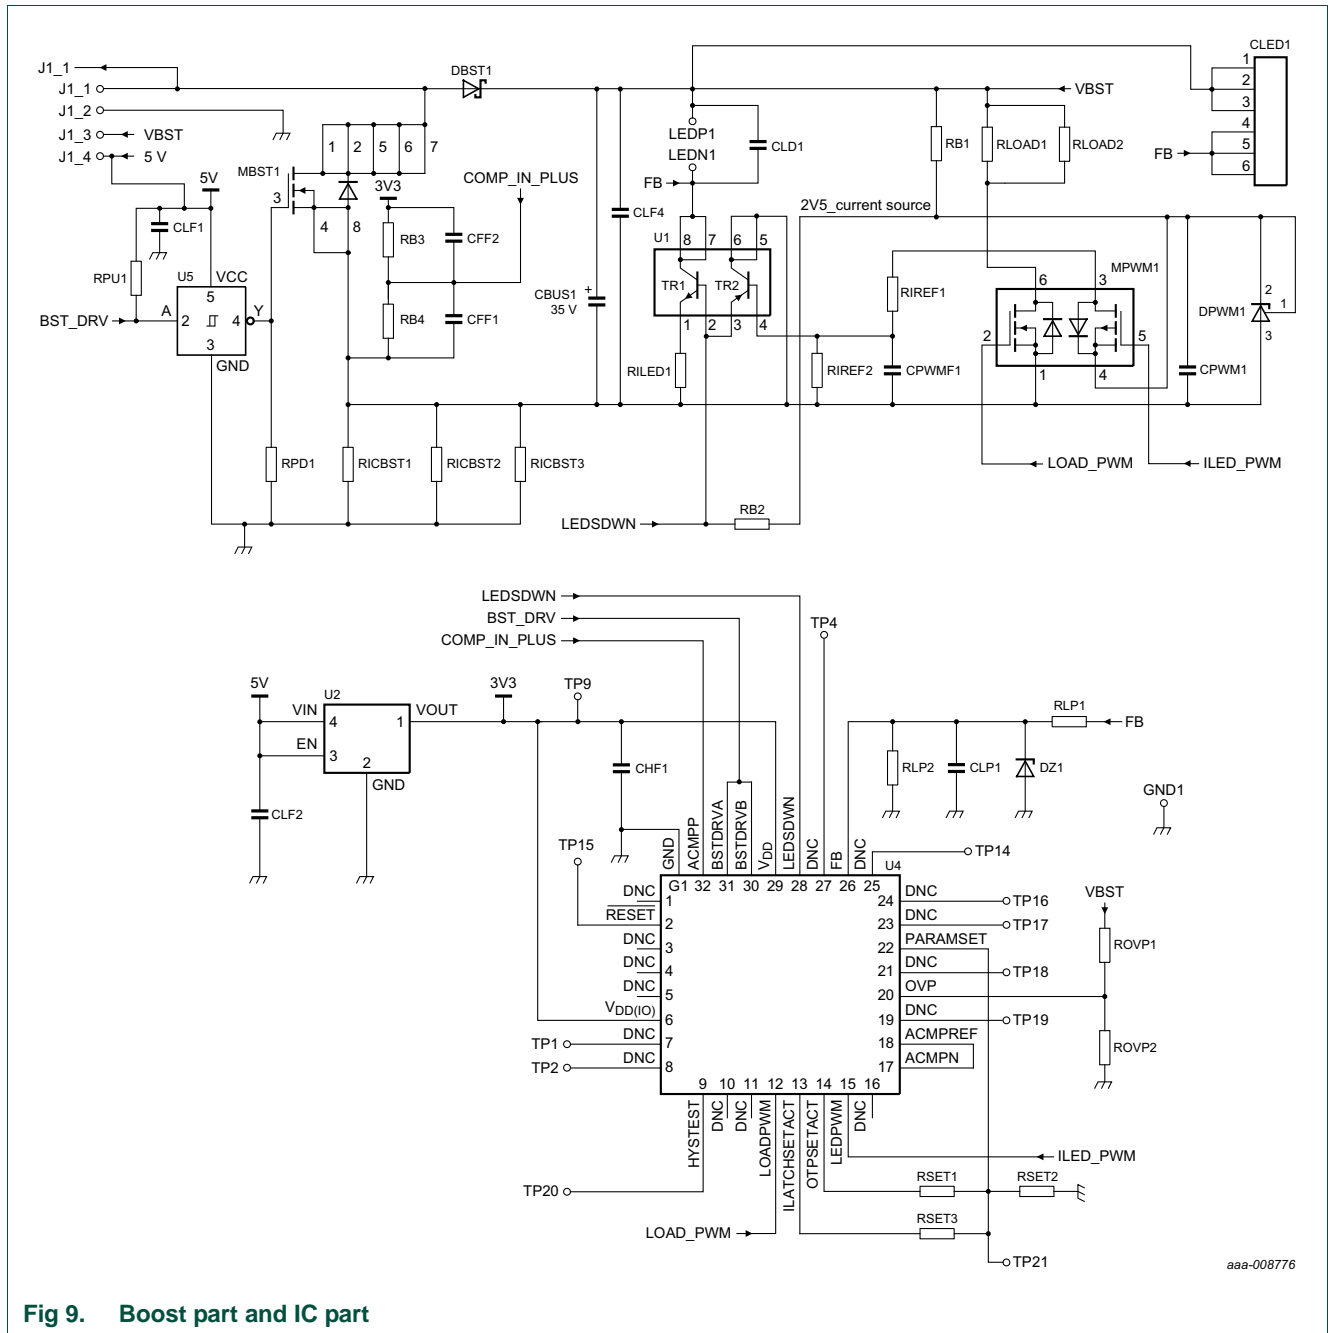 CLED1
J1_1
DBST1
1
J1_1
VBST
2
J1_2
3
J1_3
VBST
1 2 5 6 7
LEDP1
RB1
RLOAD1
RLOAD2
4
J1_4
5 V
LEDN1
CLD1
5
5V
MBST1
3V3
COMP_IN_PLUS
FB
FB
6
3
2V5_current source
CLF1
4 8
RB3
CFF2
CLF4
U1
8 7 6 5
RPU1
U5
VCC
5
TR1
TR2
RIREF1
6 3
MPWM1
2
BST_DRV
A
2
4
Y
RB4
CFF1
CBUS1
+
35 V
1 2 3 4
DPWM1
1
3
GND
3
RILED1
RIREF2
CPWMF1
2
5
1 4
CPWM1
RPD1
RICBST1
RICBST2
RICBST3
LOAD_PWM
ILED_PWM
LEDSDWN
RB2
LEDSDWN
BST_DRV
TP4
COMP_IN_PLUS
5V
U2
3V3
TP9
VIN
4
1
VOUT
RLP1
FB
EN
3
2
GND
CHF1
RLP2
CLP1
DZ1
CLF2
GND1
TP15
GND
ACMPP
BSTDRVA
BSTDRVB
VDD
LEDSDWN
DNC
FB
DNC
TP14
U4
G1 32 31 30 29 28 27 26 25
DNC
1
24
DNC
TP16
VBST
RESET
2
23
DNC
TP17
DNC
3
22
PARAMSET
ROVP1
DNC
4
21
DNC
TP18
DNC
5
20
OVP
VDD(IO)
6
19
DNC
TP19
TP1
DNC
7
18
ACMPREF
ROVP2
TP2
DNC
8
17
ACMPN
9 10 11 12 13 14 15 16
HYSTEST
DNC
DNC
LOADPWM
ILATCHSETACT
OTPSETACT
LEDPWM
DNC
ILED_PWM
TP20
RSET1
RSET2
RSET3
LOAD_PWM
TP21
aaa-008776
Fig 9. Boost part and IC part